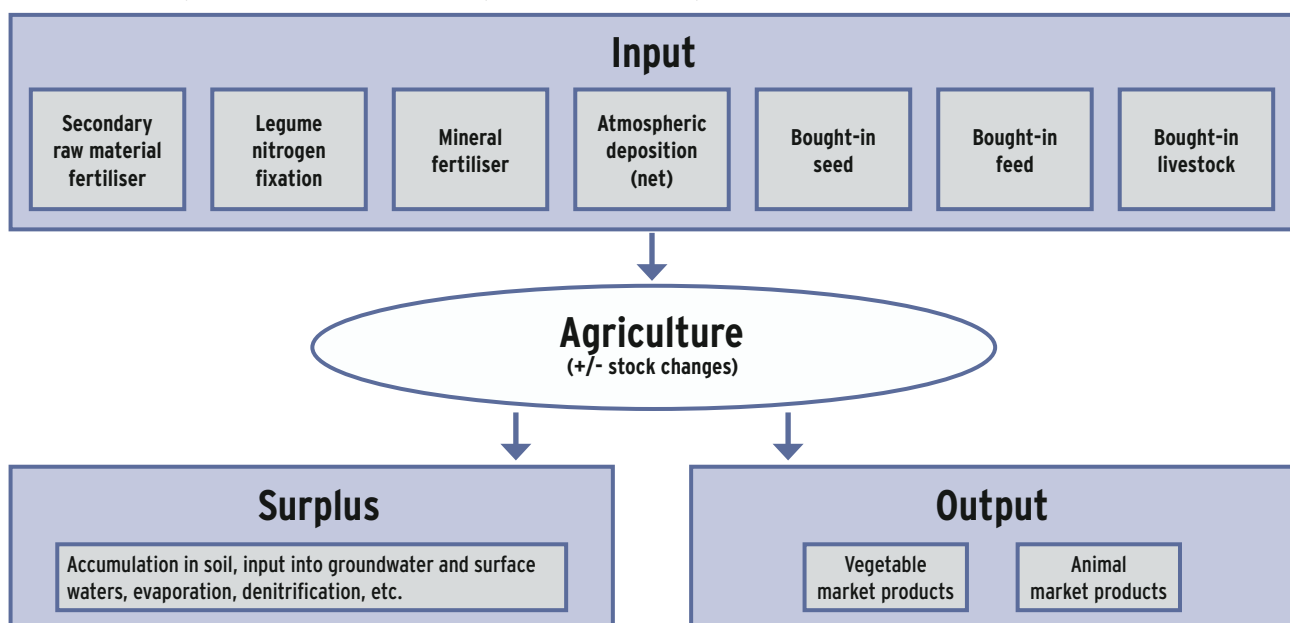 Input
Secondary
raw material
fertiliser
Legume
nitrogen
fixation
Mineral
fertiliser
Atmospheric
deposition
(net)
Bought-in
seed
Bought-in
feed
Bought-in
livestock
Agriculture
(+/- stock changes)
Surplus
Accumulation in soil, input into groundwater and surface
waters, evaporation, denitrification, etc.
Output
Vegetable
market products
Animal
market products